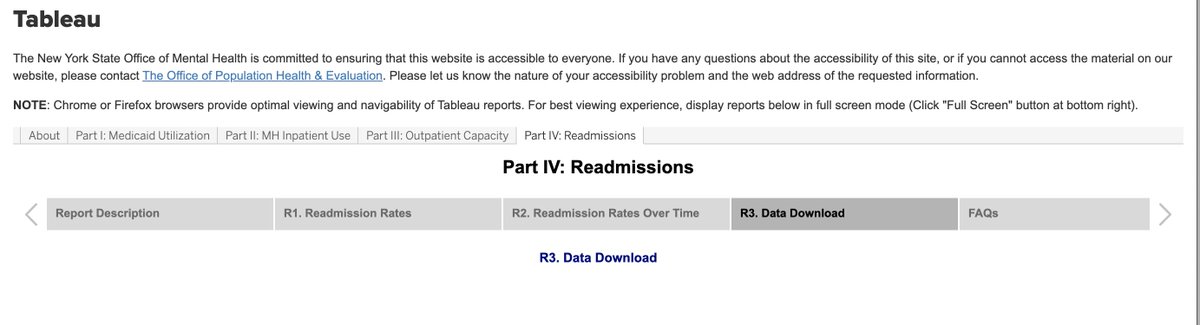 Tableau
The New York State Office of Mental Health is committed to ensuring that this website is accessible to everyone. If you have any questions about the accessibility of this site, or if you cannot access the material on our
website, please contact The Office of Population Health & Evaluation. Please let us know the nature of your accessibility problem and the web address of the requested information.
NOTE: Chrome or Firefox browsers provide optimal viewing and navigability of Tableau reports. For best viewing experience, display reports below in full screen mode (Click "Full Screen" button at bottom right).
About Part I: Medicaid Utilization Part II: MH Inpatient Use Part III: Outpatient Capacity Part IV: Readmissions
Part IV: Readmissions
Report Description R1. Readmission Rates R2. Readmission Rates Over Time R3. Data Download FAQs
R3. Data Download